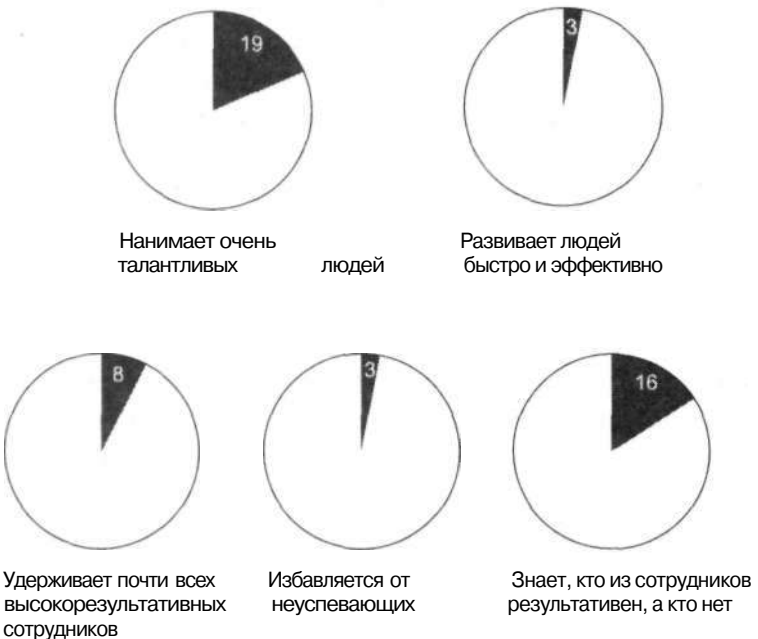 19
3
Нанимает очень
талантливых людей
Развивает людей
быстро и эффективно
8
3
16
Удерживает почти всех
высокорезультативных
сотрудников
Избавляется от
неуспевающих
Знает, кто из сотрудников
результативен, а кто нет